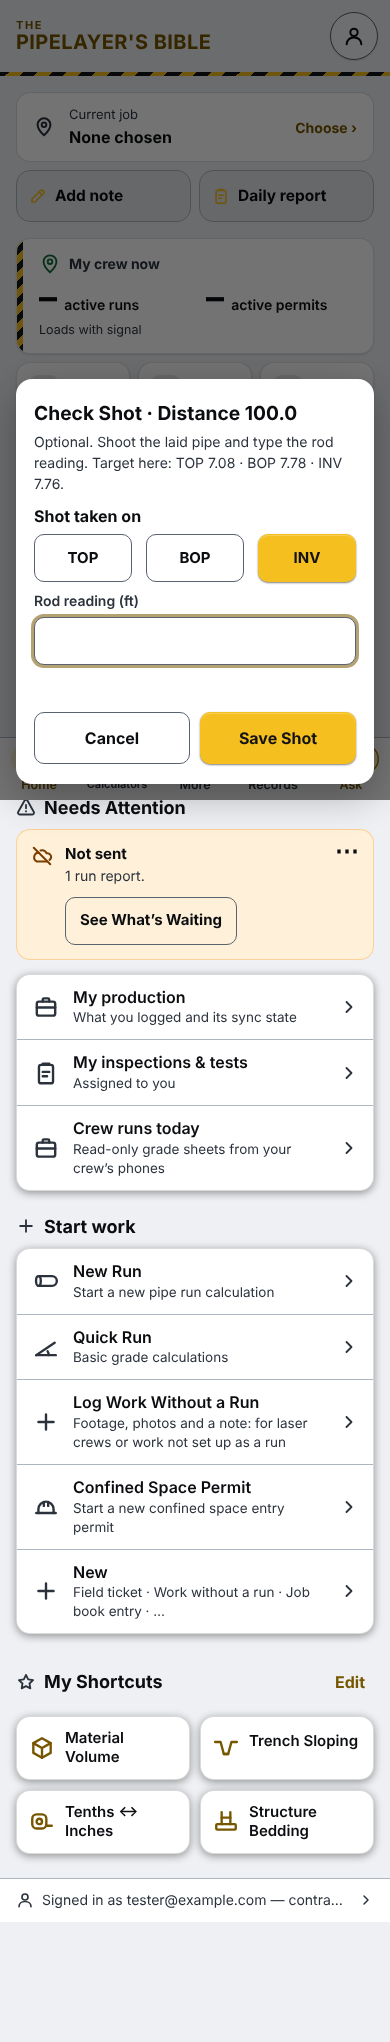 THE
PIPELAYER'S BIBLE
Current job
None chosen
Choose ›
Add note
Daily report
My crew now
— active runs
— active permits
Loads with signal
Check Shot · Distance 100.0
Optional. Shoot the laid pipe and type the rod
reading. Target here: TOP 7.08 · BOP 7.78 · INV
7.76.
Shot taken on
TOP
BOP
INV
Rod reading (ft)
Cancel
Save Shot
Home
Calculators
More
Records
Ask
Needs Attention
Not sent
1 run report.
See What’s Waiting
My production
What you logged and its sync state
My inspections & tests
Assigned to you
Crew runs today
Read-only grade sheets from your
crew’s phones
Start work
New Run
Start a new pipe run calculation
Quick Run
Basic grade calculations
Log Work Without a Run
Footage, photos and a note: for laser
crews or work not set up as a run
Confined Space Permit
Start a new confined space entry
permit
New
Field ticket · Work without a run · Job
book entry · ...
My Shortcuts
Edit
Material
Volume
Trench Sloping
Tenths ↔
Inches
Structure
Bedding
Signed in as tester@example.com — contra...